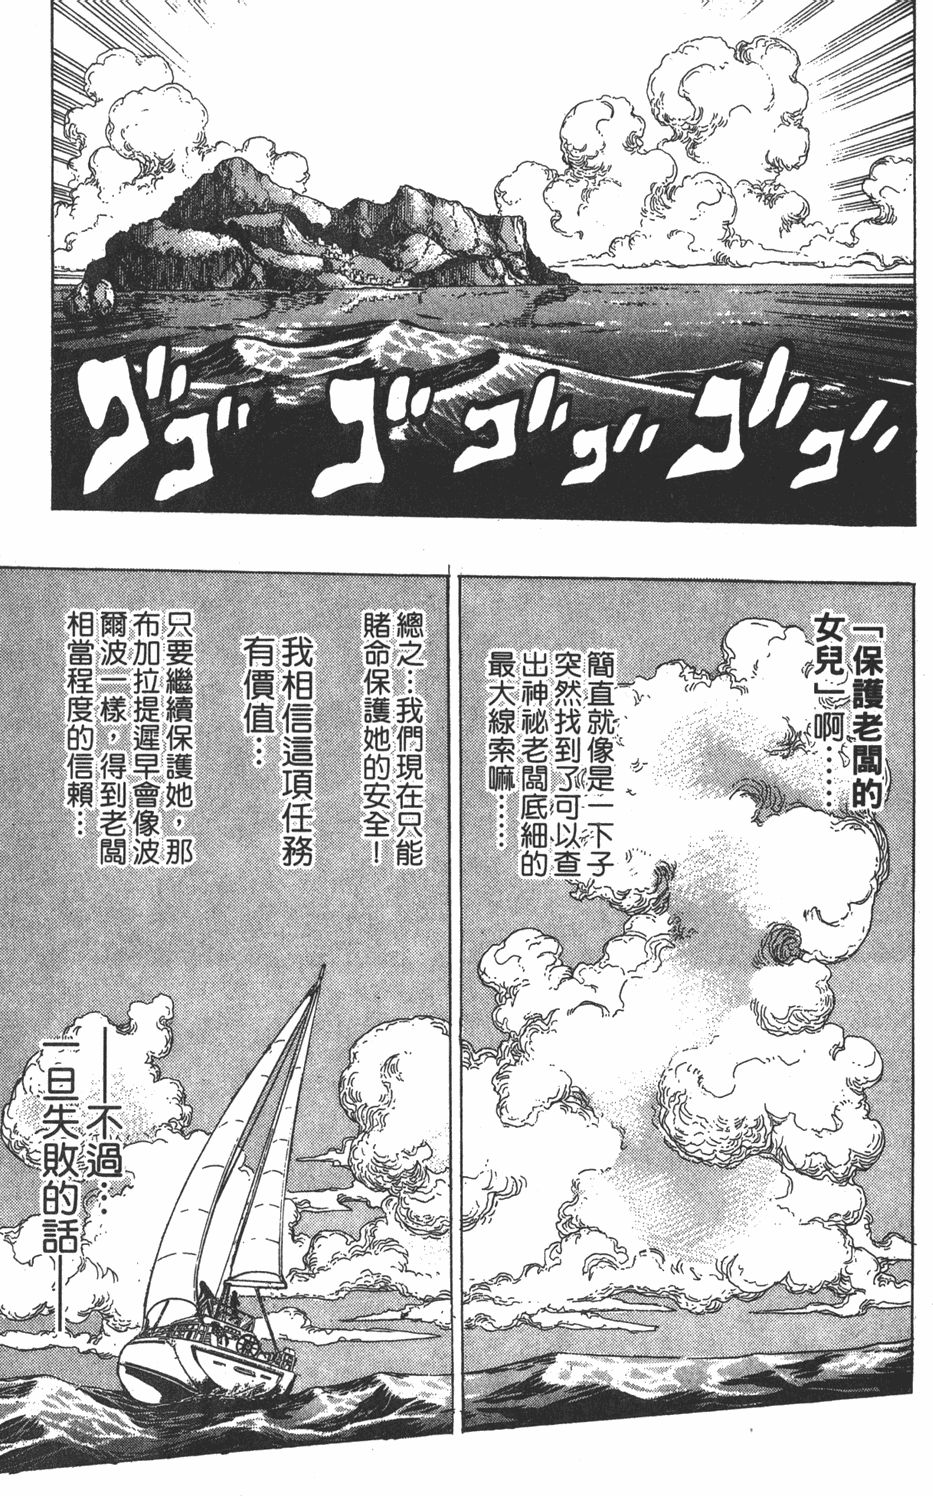 ゴゴ ゴゴゴゴゴ
「保護老闆的
女兒」啊……
簡直就像是一下子
突然找到了可以查
出神祕老闆底細的
最大線索嘛……
總之…我們現在只能
賭命保護她的安全！
我相信這項任務
有價值…
只要繼續保護她，那
布加拉提遲早會像波
爾波一樣，得到老闆
相當程度的信賴…
——不過…
一旦失敗的話——